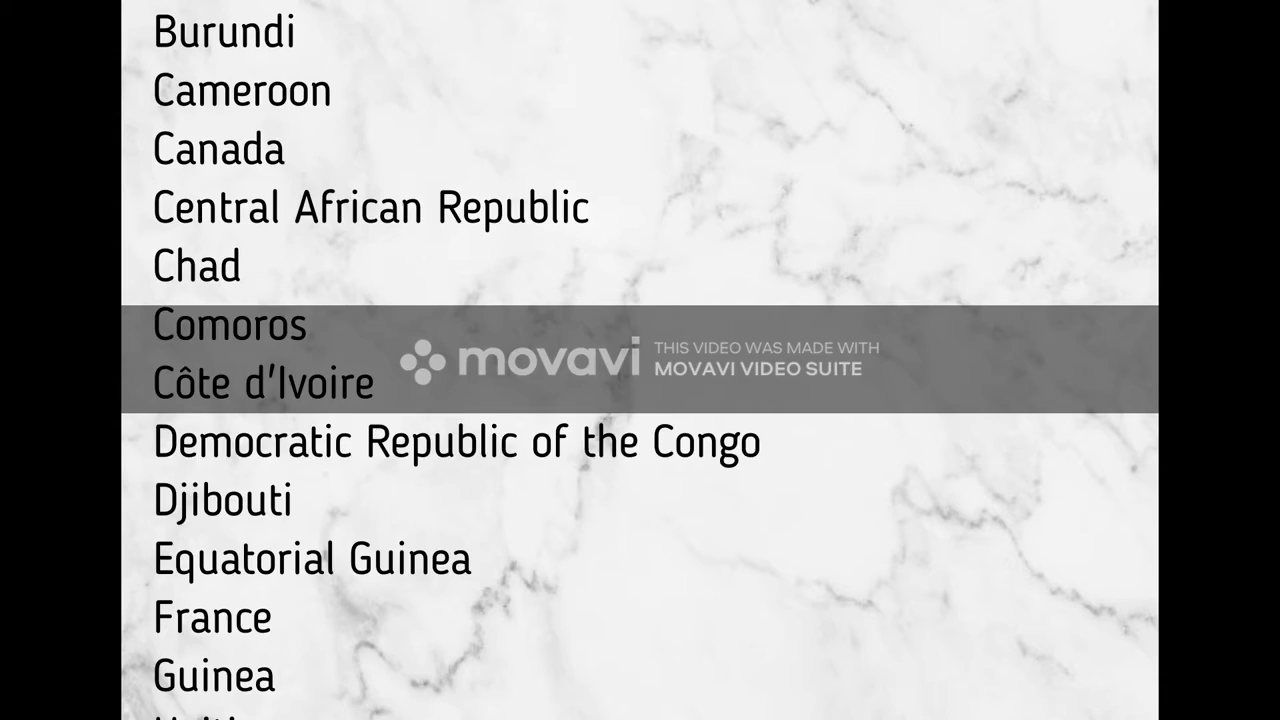 Burundi
Cameroon
Canada
Central African Republic
Chad
Comoros
Côte d'Ivoire
movavi
THIS VIDEO WAS MADE WITH
MOVAVI VIDEO SUITE
Democratic Republic of the Congo
Djibouti
Equatorial Guinea
France
Guinea